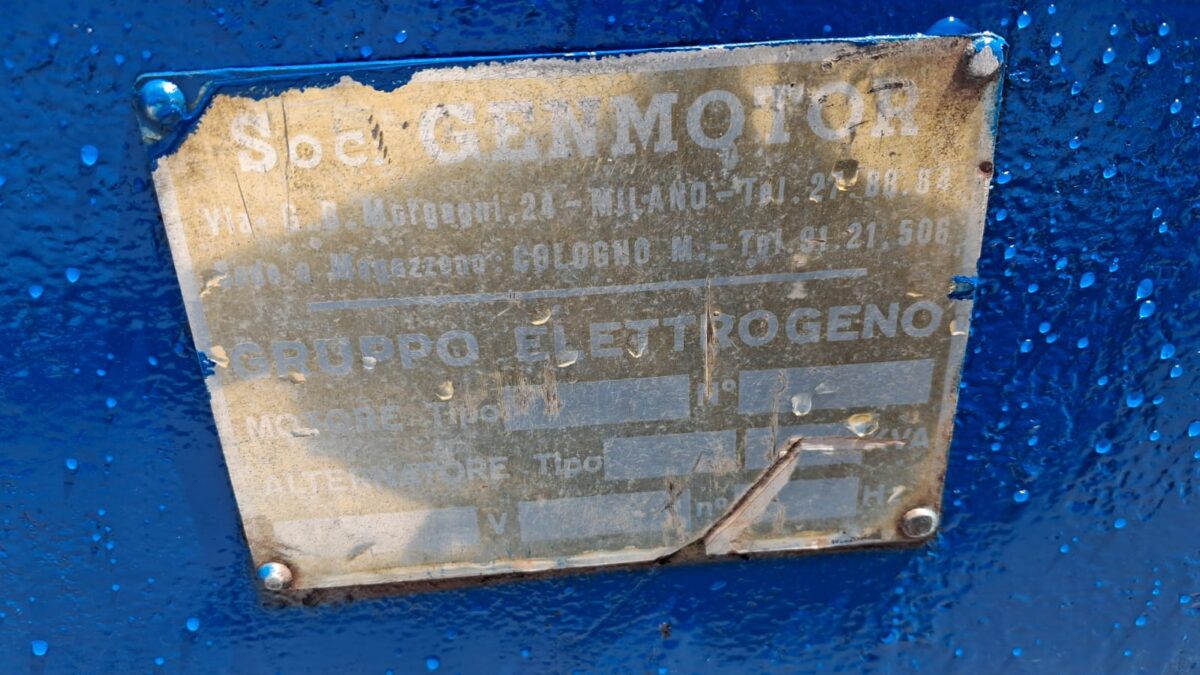 Soc. GENMOTOR
Via G.B. Morgagni, 24 - MILANO - Tel. 27.88.84
Sede e Magazzeno: COLOGNO M. - Tel. 91.21.506
GRUPPO ELETTROGENO
MOTORE Tipo N°
ALTERNATORE Tipo KVA
V n° Hz